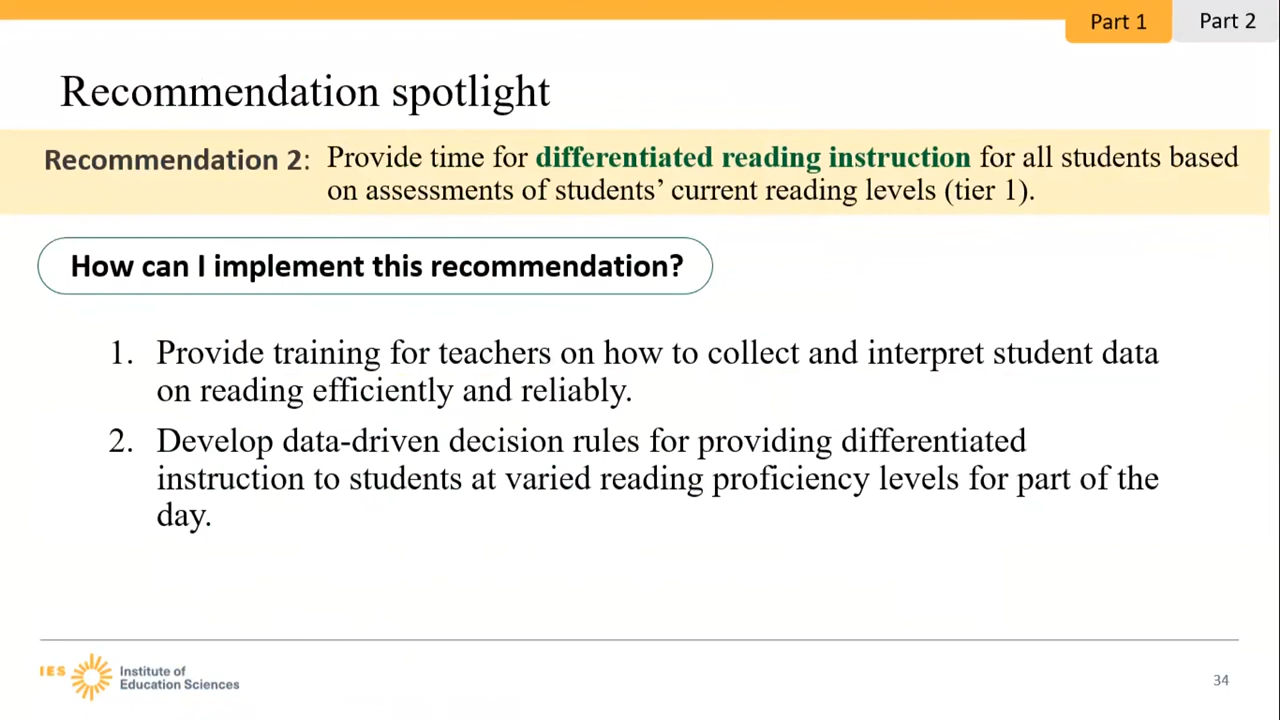 Part 1
Part 2
Recommendation spotlight
Recommendation 2: Provide time for differentiated reading instruction for all students based
on assessments of students’ current reading levels (tier 1).
How can I implement this recommendation?
1. Provide training for teachers on how to collect and interpret student data
on reading efficiently and reliably.
2. Develop data-driven decision rules for providing differentiated
instruction to students at varied reading proficiency levels for part of the
day.
IES
Institute of
Education Sciences
34